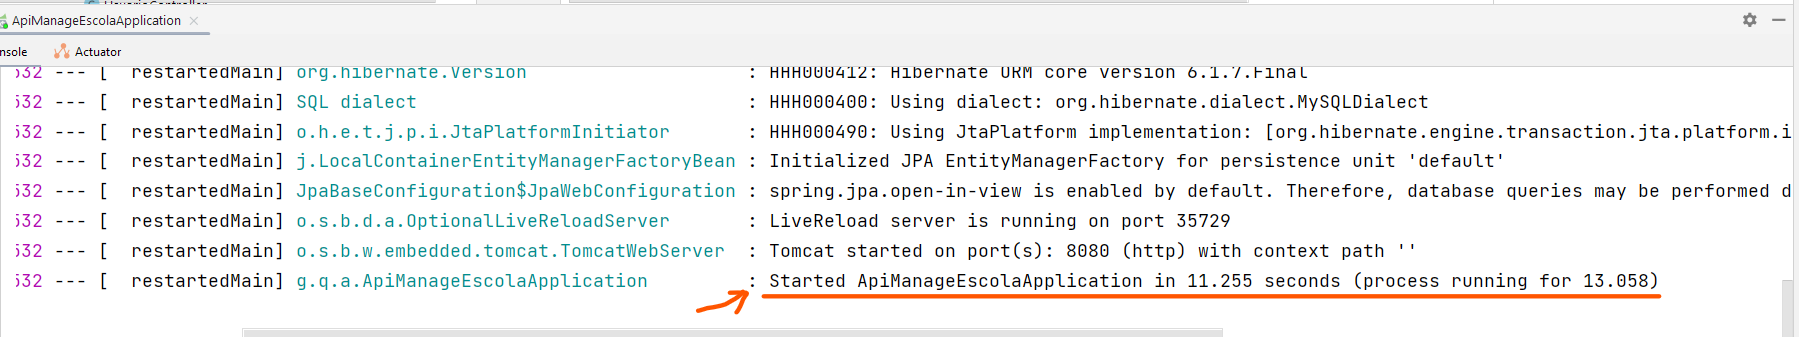 ApiManageEscolaApplication
nsole Actuator
532 --- [ restartedMain] org.hibernate.Version : HHH000412: Hibernate ORM core version 6.1.7.Final
532 --- [ restartedMain] SQL dialect : HHH000400: Using dialect: org.hibernate.dialect.MySQLDialect
532 --- [ restartedMain] o.h.e.t.j.p.i.JtaPlatformInitiator : HHH000490: Using JtaPlatform implementation: [org.hibernate.engine.transaction.jta.platform.i
532 --- [ restartedMain] j.LocalContainerEntityManagerFactoryBean : Initialized JPA EntityManagerFactory for persistence unit 'default'
532 --- [ restartedMain] JpaBaseConfiguration$JpaWebConfiguration : spring.jpa.open-in-view is enabled by default. Therefore, database queries may be performed d
532 --- [ restartedMain] o.s.b.d.a.OptionalLiveReloadServer : LiveReload server is running on port 35729
532 --- [ restartedMain] o.s.b.w.embedded.tomcat.TomcatWebServer : Tomcat started on port(s): 8080 (http) with context path ''
532 --- [ restartedMain] g.q.a.ApiManageEscolaApplication : Started ApiManageEscolaApplication in 11.255 seconds (process running for 13.058)